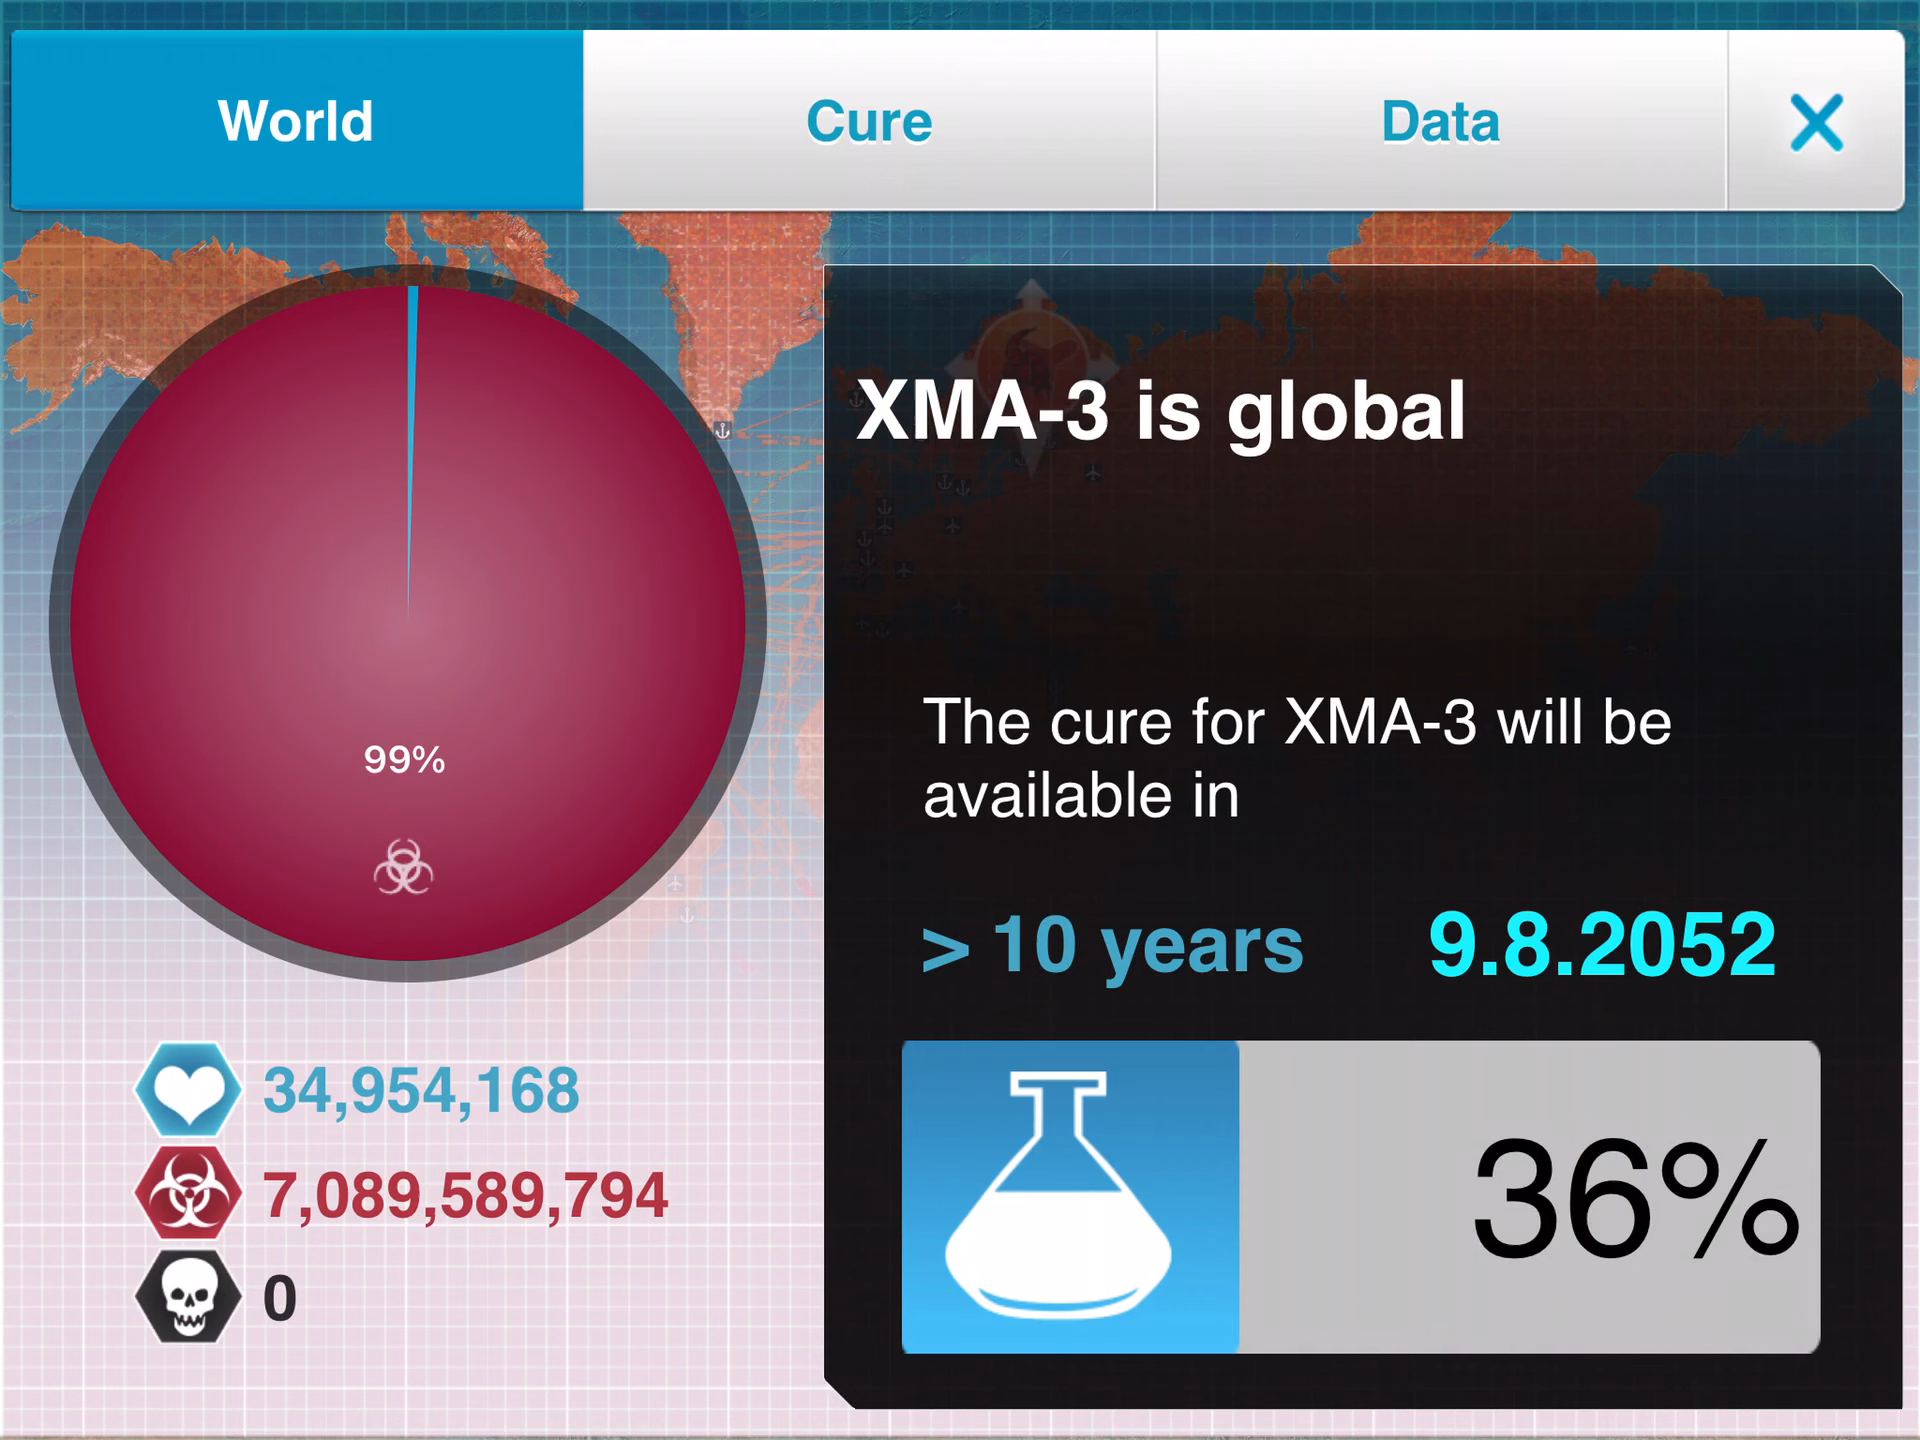 World
Cure
Data
99%
34,954,168
7,089,589,794
0
XMA-3 is global
The cure for XMA-3 will be
available in
> 10 years
9.8.2052
36%